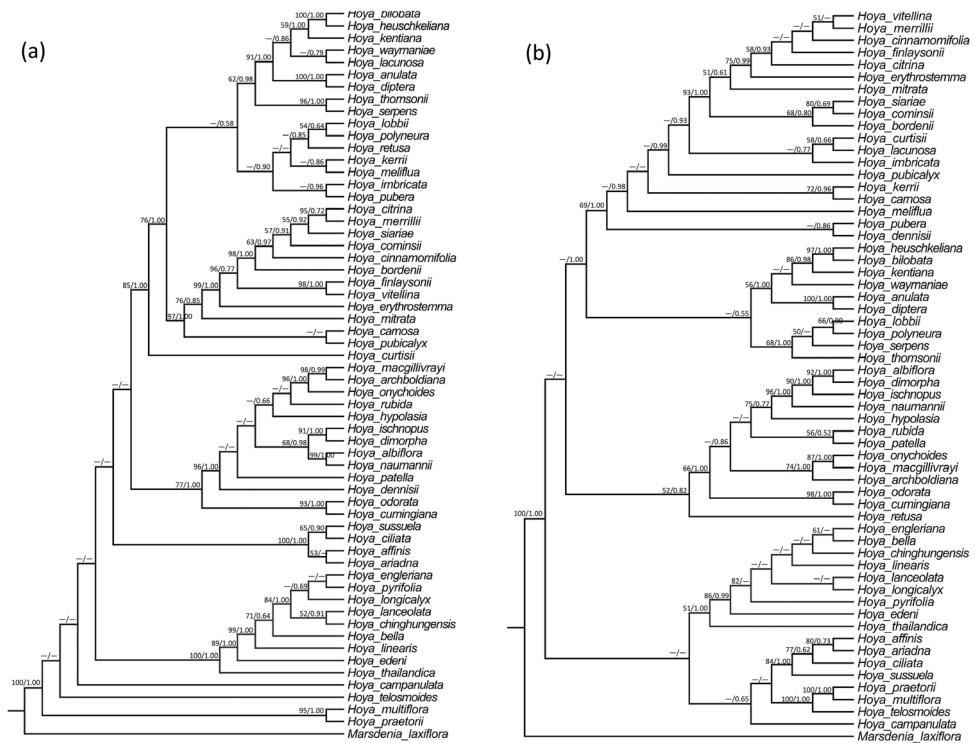 (a)
100/1.00 Hoya_bilobata
59/1.00 Hoya_heuschkeliana
—/0.86 Hoya_kentiana
91/1.00 —/0.79 Hoya_waymaniae
Hoya_lacunosa
62/0.98 100/1.00 Hoya_anulata
Hoya_diptera
96/1.00 Hoya_thomsonii
Hoya_serpens
—/0.58 54/0.64 Hoya_lobbii
—/0.85 Hoya_polyneura
—/— Hoya_retusa
—/0.90 —/0.86 Hoya_kerrii
Hoya_meliflua
—/0.96 Hoya_imbricata
Hoya_pubera
76/1.00 95/0.72 Hoya_citrina
55/0.92 Hoya_merrillii
57/0.91 Hoya_siariae
63/0.97 Hoya_cominsii
98/1.00 Hoya_cinnamomifolia
96/0.77 Hoya_bordenii
99/1.00 98/1.00 Hoya_finlaysonii
Hoya_vitellina
76/0.85 Hoya_erythrostemma
97/1.00 Hoya_mitrata
—/— Hoya_carnosa
Hoya_pubicalyx
85/1.00 Hoya_curtisii
98/0.99 Hoya_macgillivrayi
96/1.00 Hoya_archboldiana
—/0.66 Hoya_onychoides
Hoya_rubida
—/— Hoya_hypolasia
—/— 91/1.00 Hoya_ischnopus
68/0.98 Hoya_dimorpha
99/1.00 Hoya_albiflora
Hoya_naumannii
96/1.00 —/— Hoya_patella
77/1.00 Hoya_dennisii
93/1.00 Hoya_odorata
Hoya_cumingiana
—/— 65/0.90 Hoya_sussuela
100/1.00 Hoya_ciliata
53/— Hoya_affinis
Hoya_ariadna
—/— —/— Hoya_engleriana
—/0.69 Hoya_pyrifolia
84/1.00 Hoya_longicalyx
71/0.64 52/0.91 Hoya_lanceolata
Hoya_chinghungensis
99/1.00 Hoya_bella
89/1.00 Hoya_linearis
100/1.00 Hoya_edeni
—/— Hoya_thailandica
—/— Hoya_campanulata
—/— Hoya_telosmoides
100/1.00 95/1.00 Hoya_multiflora
Hoya_praetorii
Marsdenia_laxiflora
(b)
51/— Hoya_vitellina
—/— Hoya_merrillii
—/— Hoya_cinnamomifolia
58/0.93 Hoya_finlaysonii
75/0.99 Hoya_citrina
51/0.61 Hoya_erythrostemma
93/1.00 Hoya_mitrata
80/0.69 Hoya_siariae
68/0.80 Hoya_cominsii
—/0.93 Hoya_bordenii
58/0.66 Hoya_curtisii
—/0.77 Hoya_lacunosa
—/0.99 Hoya_imbricata
Hoya_pubicalyx
—/0.98 72/0.96 Hoya_kerrii
Hoya_carnosa
69/1.00 Hoya_meliflua
—/0.86 Hoya_pubera
Hoya_dennisii
—/1.00 97/1.00 Hoya_heuschkeliana
86/0.98 Hoya_bilobata
—/— Hoya_kentiana
56/1.00 Hoya_waymaniae
100/1.00 Hoya_anulata
Hoya_diptera
—/0.55 Hoya_lobbii
50/— Hoya_polyneura
68/1.00 Hoya_serpens
Hoya_thomsonii
—/— 92/1.00 Hoya_albiflora
90/1.00 Hoya_dimorpha
96/1.00 Hoya_ischnopus
75/0.77 Hoya_naumannii
—/— Hoya_hypolasia
56/0.52 Hoya_rubida
—/0.86 Hoya_patella
87/1.00 Hoya_onychoides
74/1.00 Hoya_macgillivrayi
66/1.00 Hoya_archboldiana
98/1.00 Hoya_odorata
52/0.82 Hoya_cumingiana
Hoya_retusa
100/1.00 61/— Hoya_engleriana
—/— Hoya_bella
—/— Hoya_chinghungensis
—/— Hoya_linearis
82/— —/— Hoya_lanceolata
Hoya_longicalyx
86/0.99 Hoya_pyrifolia
51/1.00 Hoya_edeni
Hoya_thailandica
—/— 80/0.73 Hoya_affinis
77/0.62 Hoya_ariadna
84/1.00 Hoya_ciliata
—/— Hoya_sussuela
100/1.00 Hoya_praetorii
100/1.00 Hoya_multiflora
—/0.65 Hoya_telosmoides
Hoya_campanulata
Marsdenia_laxiflora